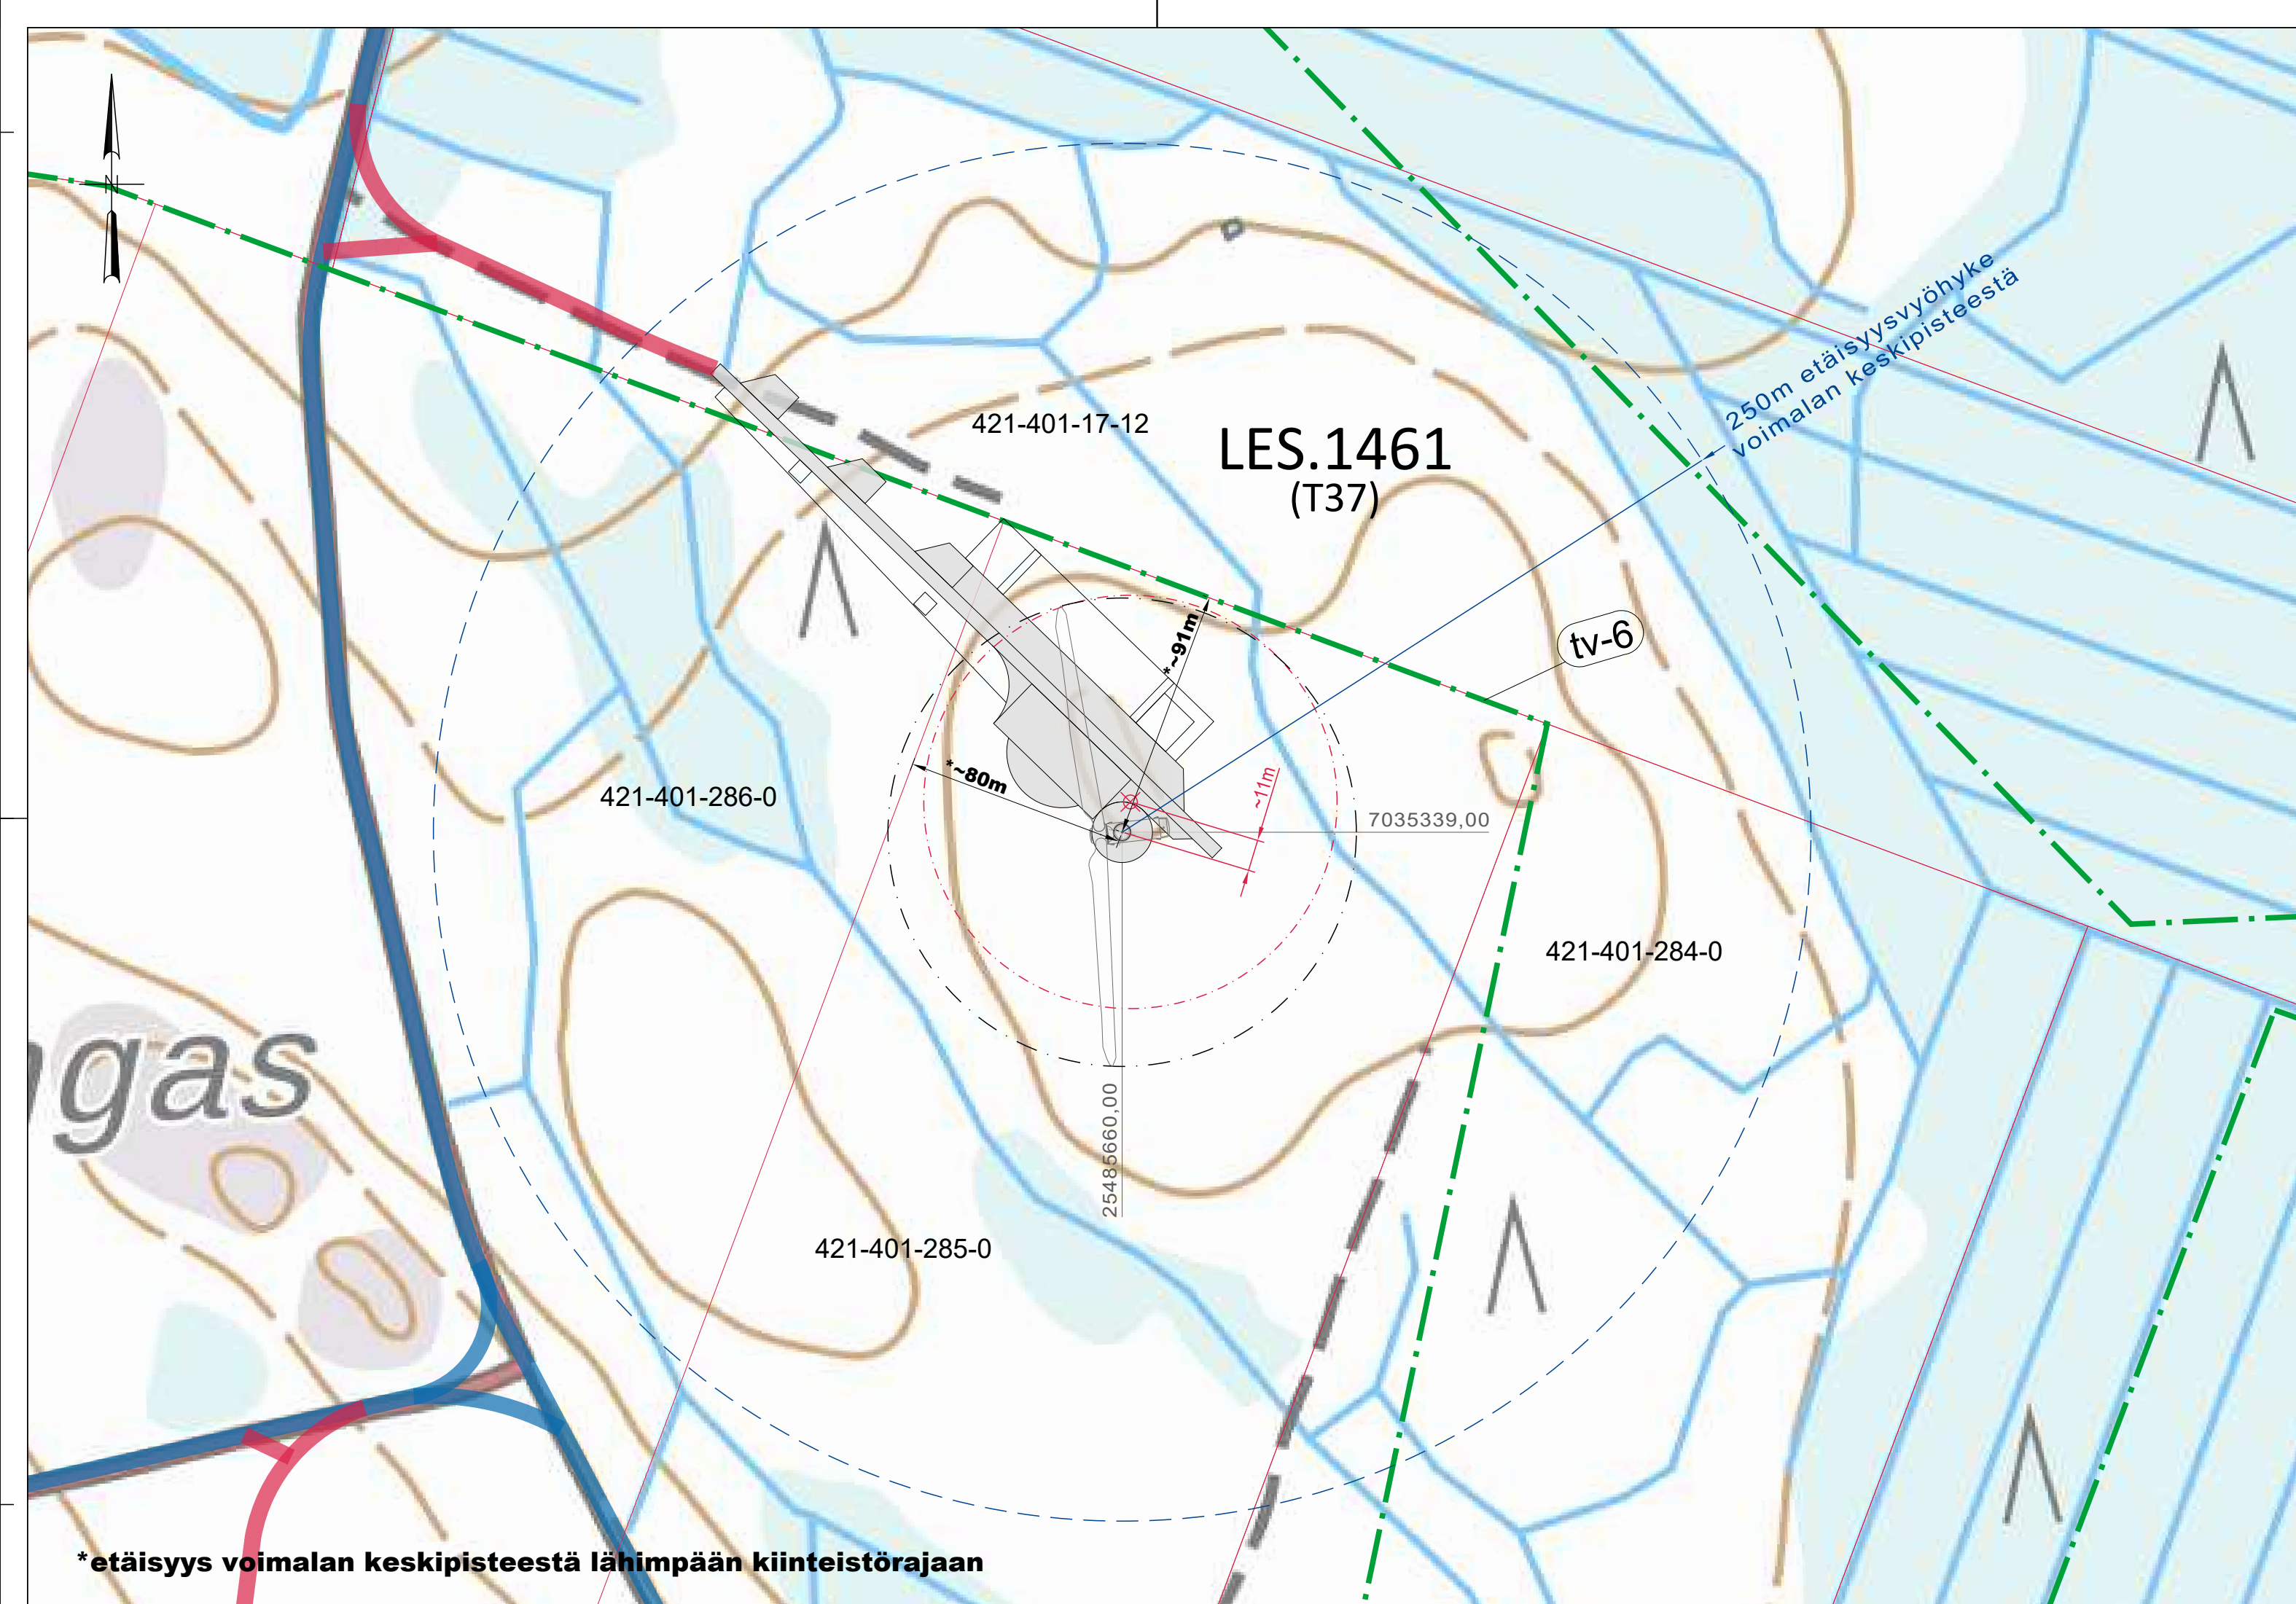 N
250m etäisyysvyöhyke
voimalan keskipisteestä
421-401-17-12
LES.1461
(T37)
tv-6
*~91m
*~80m
~11m
421-401-286-0
7035339,00
421-401-284-0
25485660,00
ngas
421-401-285-0
*etäisyys voimalan keskipisteestä lähimpään kiinteistörajaan